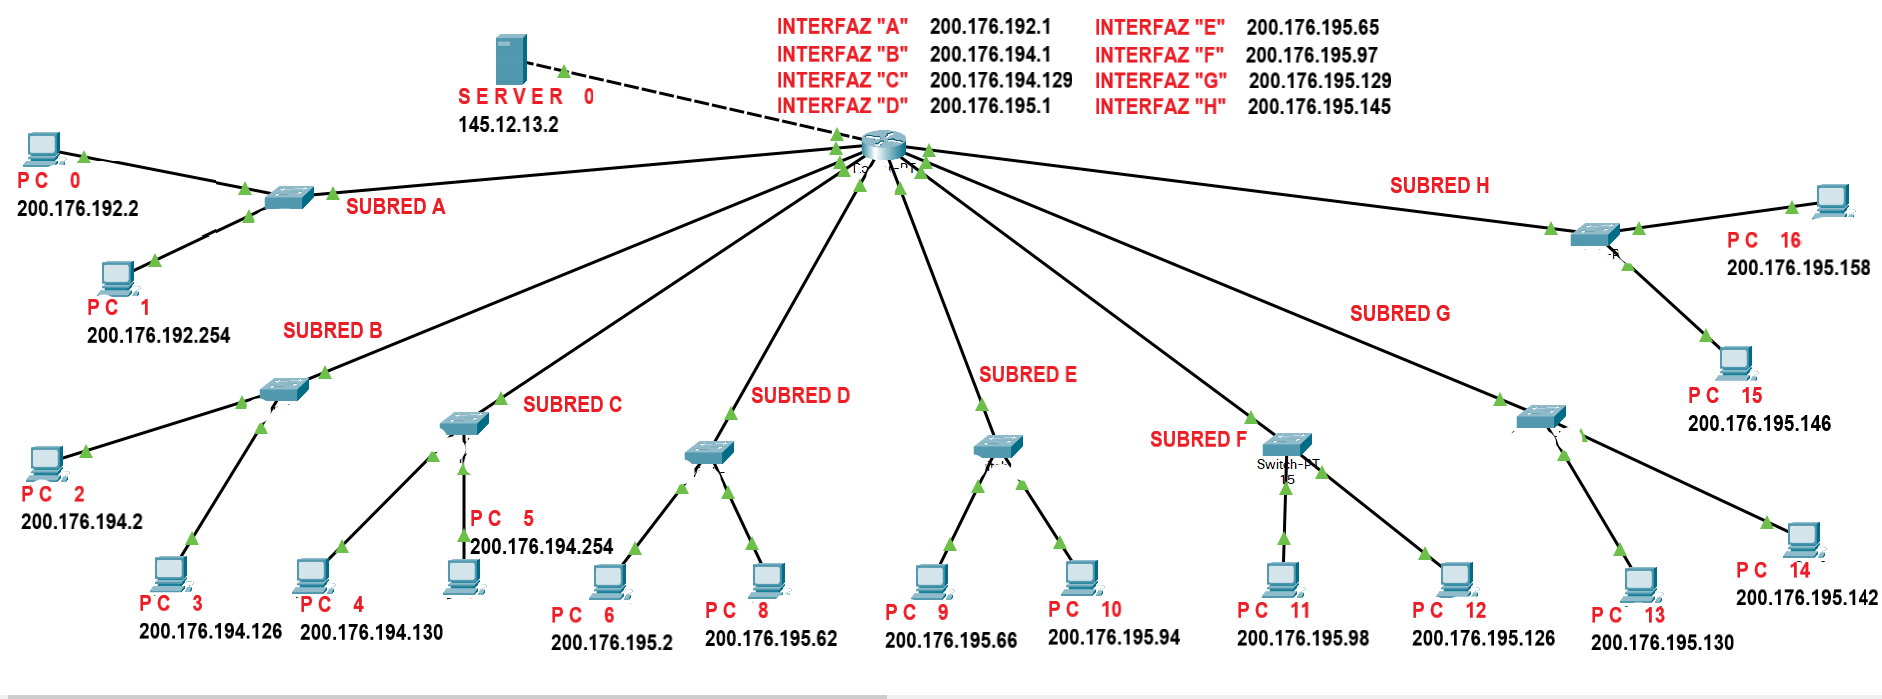 INTERFAZ "A" 200.176.192.1 INTERFAZ "E" 200.176.195.65
INTERFAZ "B" 200.176.194.1 INTERFAZ "F" 200.176.195.97
INTERFAZ "C" 200.176.194.129 INTERFAZ "G" 200.176.195.129
INTERFAZ "D" 200.176.195.1 INTERFAZ "H" 200.176.195.145
SERVER 0
145.12.13.2
PC 0
200.176.192.2
SUBRED A
PC 1
200.176.192.254
SUBRED B
PC 2
200.176.194.2
PC 3
200.176.194.126
SUBRED C
PC 4
200.176.194.130
PC 5
200.176.194.254
SUBRED D
PC 6
200.176.195.2
PC 8
200.176.195.62
SUBRED E
PC 9
200.176.195.66
PC 10
200.176.195.94
SUBRED F
Switch-PT
15
PC 11
200.176.195.98
PC 12
200.176.195.126
SUBRED G
PC 13
200.176.195.130
PC 14
200.176.195.142
SUBRED H
PC 16
200.176.195.158
PC 15
200.176.195.146